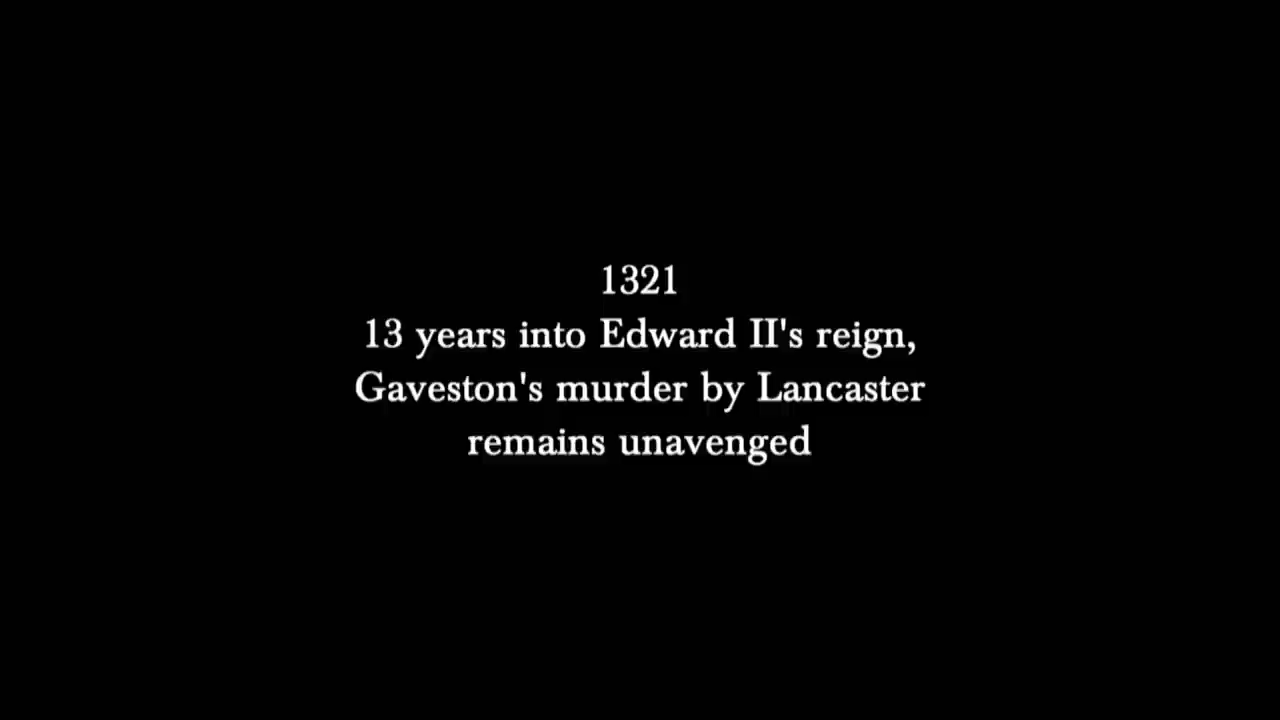 1321
13 years into Edward II's reign,
Gaveston's murder by Lancaster
remains unavenged